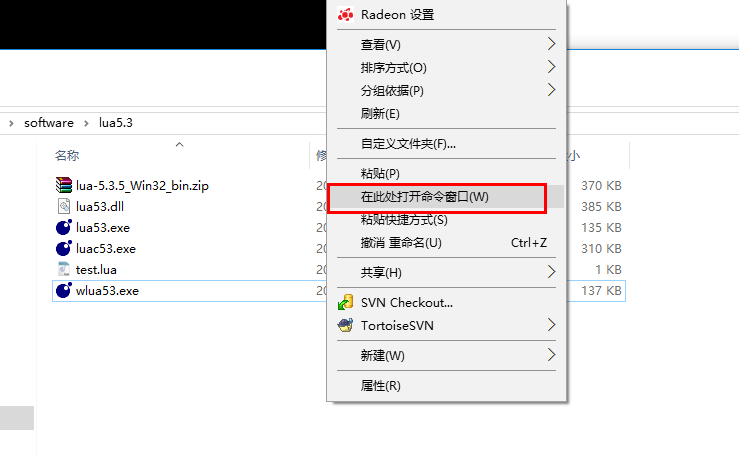 Radeon 设置
查看(V)
排序方式(O)
分组依据(P)
刷新(E)
自定义文件夹(F)...
粘贴(P)
在此处打开命令窗口(W)
粘贴快捷方式(S)
撤消 重命名(U) Ctrl+Z
共享(H)
SVN Checkout...
TortoiseSVN
新建(W)
属性(R)
software lua5.3
名称 修 小
lua-5.3.5_Win32_bin.zip 20 370 KB
lua53.dll 20 385 KB
lua53.exe 20 135 KB
luac53.exe 20 310 KB
test.lua 20 1 KB
wlua53.exe 20 137 KB